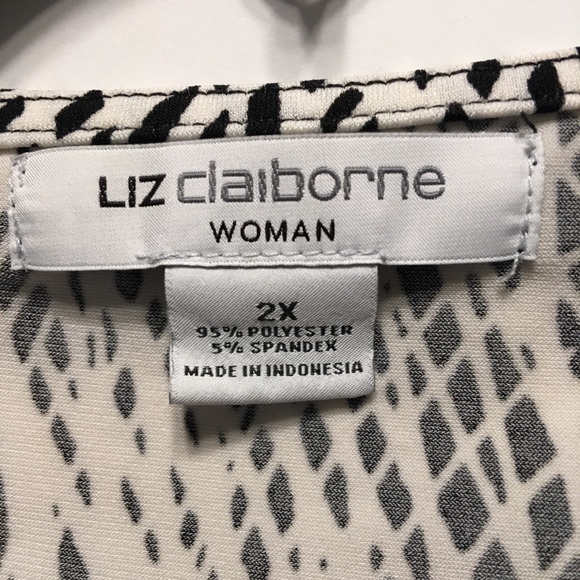 LIZ claiborne
WOMAN
2X
95% POLYESTER
5% SPANDEX
MADE IN INDONESIA